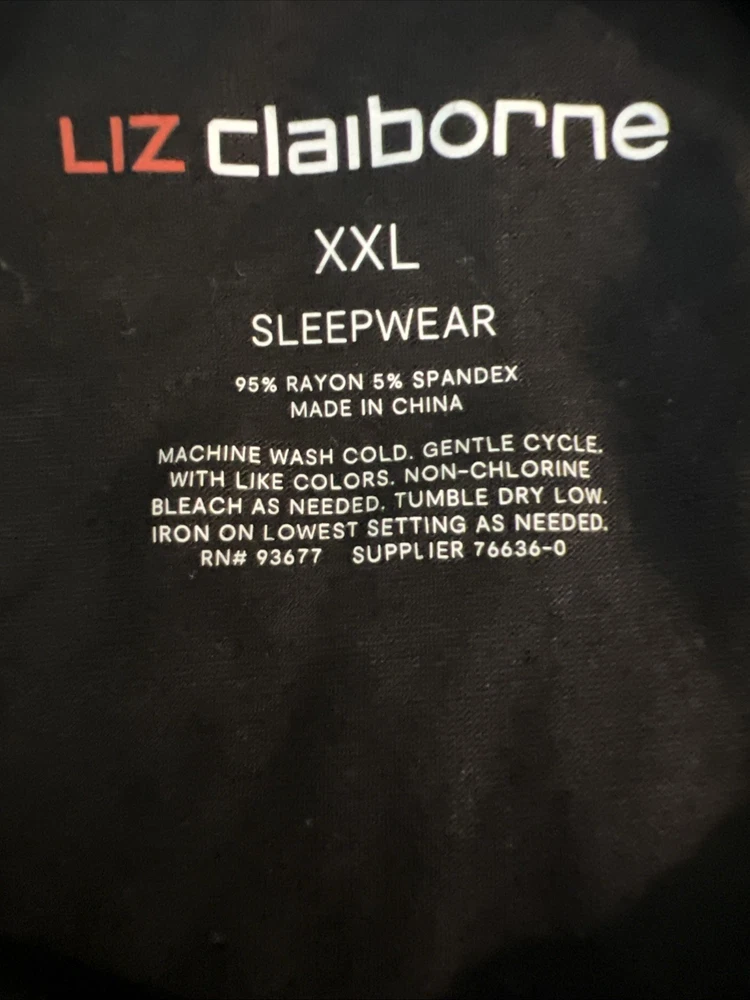 LIZ claiborne
XXL
SLEEPWEAR
95% RAYON 5% SPANDEX
MADE IN CHINA
MACHINE WASH COLD. GENTLE CYCLE.
WITH LIKE COLORS. NON-CHLORINE
BLEACH AS NEEDED. TUMBLE DRY LOW.
IRON ON LOWEST SETTING AS NEEDED.
RN# 93677 SUPPLIER 76636-0